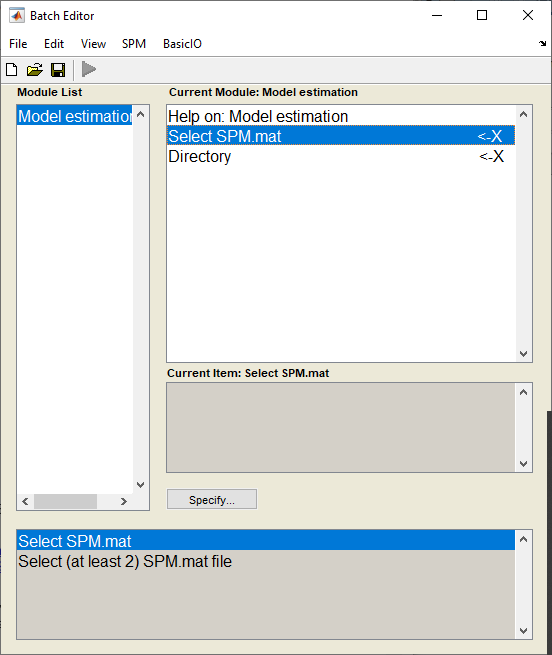 Batch Editor
File Edit View SPM BasicIO
Module List
Current Module: Model estimation
Model estimation
Help on: Model estimation
Select SPM.mat <-X
Directory <-X
Current Item: Select SPM.mat
Specify...
Select SPM.mat
Select (at least 2) SPM.mat file